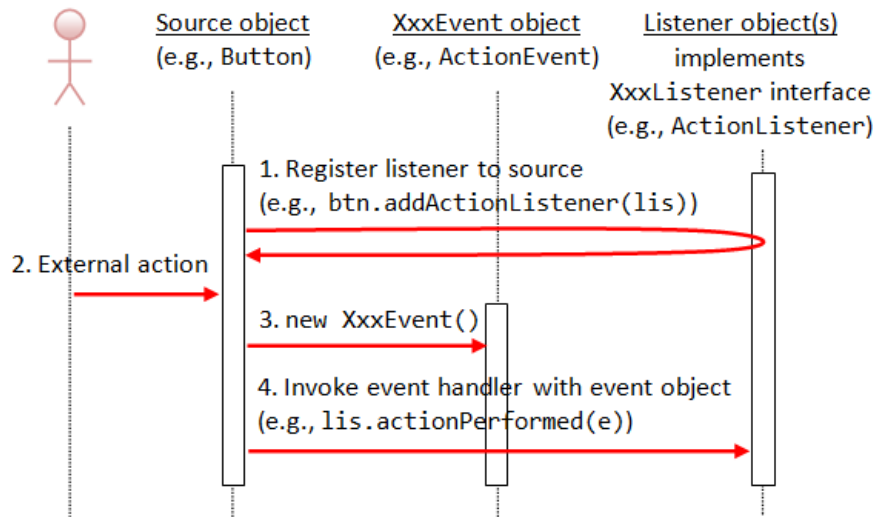 Source object
(e.g., Button)
XxxEvent object
(e.g., ActionEvent)
Listener object(s)
implements
XxxListener interface
(e.g., ActionListener)
1. Register listener to source
(e.g., btn.addActionListener(lis))
2. External action
3. new XxxEvent()
4. Invoke event handler with event object
(e.g., lis.actionPerformed(e))